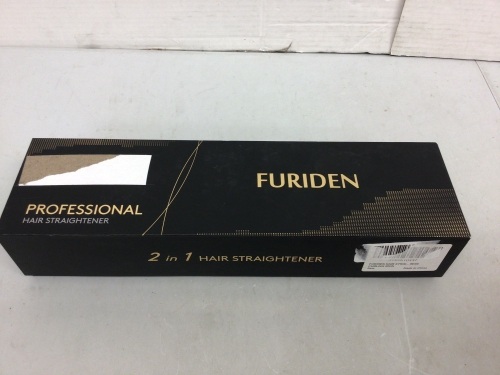 FURIDEN
PROFESSIONAL
HAIR STRAIGHTENER
2 in 1 HAIR STRAIGHTENER